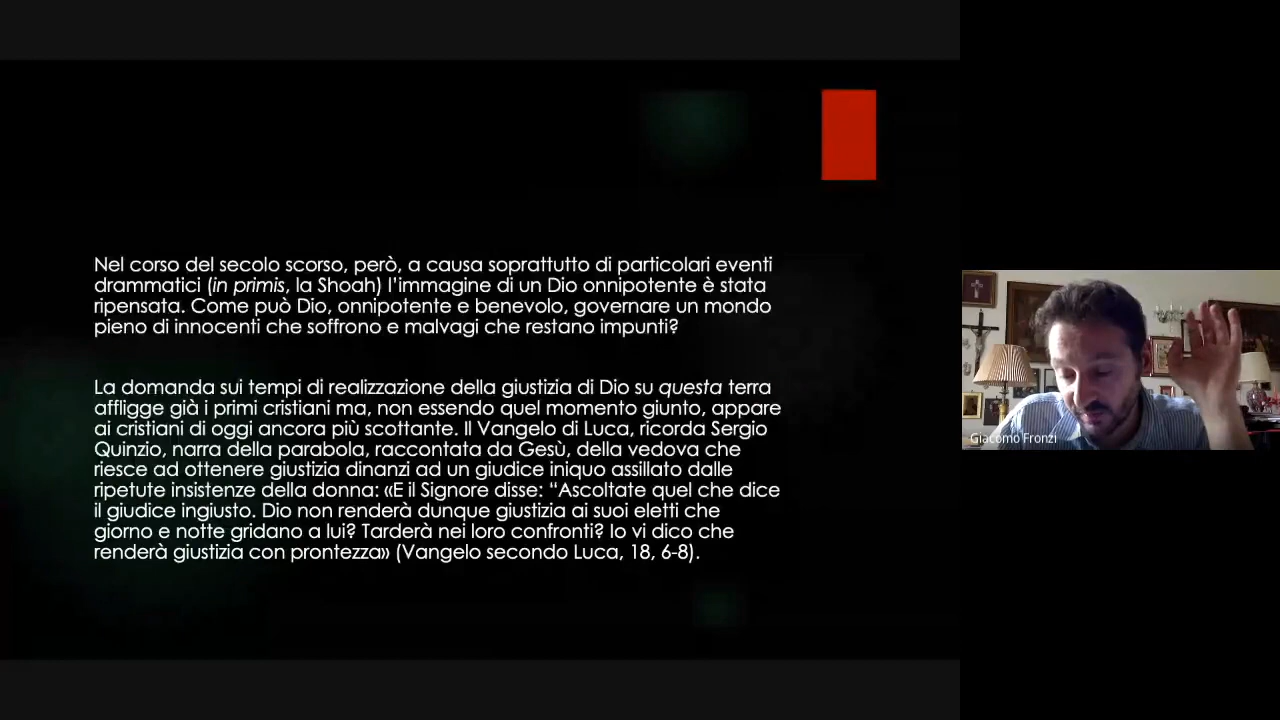 Nel corso del secolo scorso, però, a causa soprattutto di particolari eventi
drammatici (in primis, la Shoah) l'immagine di un Dio onnipotente è stata
ripensata. Come può Dio, onnipotente e benevolo, governare un mondo
pieno di innocenti che soffrono e malvagi che restano impunti?
La domanda sui tempi di realizzazione della giustizia di Dio su questa terra
affligge già i primi cristiani ma, non essendo quel momento giunto, appare
ai cristiani di oggi ancora più scottante. Il Vangelo di Luca, ricorda Sergio
Quinzio, narra della parabola, raccontata da Gesù, della vedova che
riesce ad ottenere giustizia dinanzi ad un giudice iniquo assillato dalle
ripetute insistenze della donna: «E il Signore disse: “Ascoltate quel che dice
il giudice ingiusto. Dio non renderà dunque giustizia ai suoi eletti che
giorno e notte gridano a lui? Tarderà nei loro confronti? Io vi dico che
renderà giustizia con prontezza» (Vangelo secondo Luca, 18, 6-8).
Giacomo Fronzi